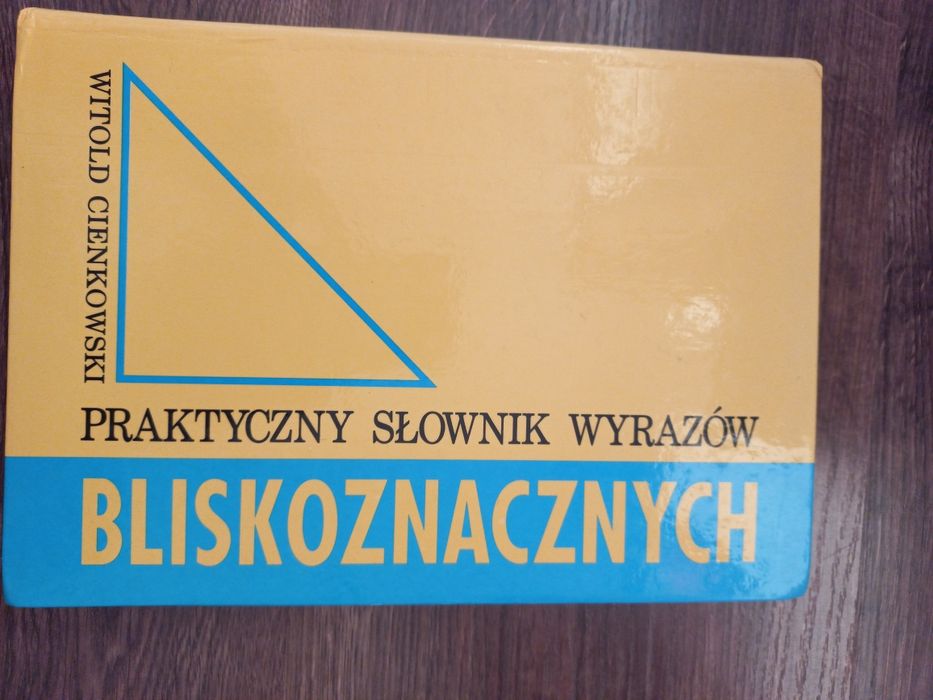 WITOLD CIENKOWSKI
PRAKTYCZNY SŁOWNIK WYRAZÓW
BLISKOZNACZNYCH